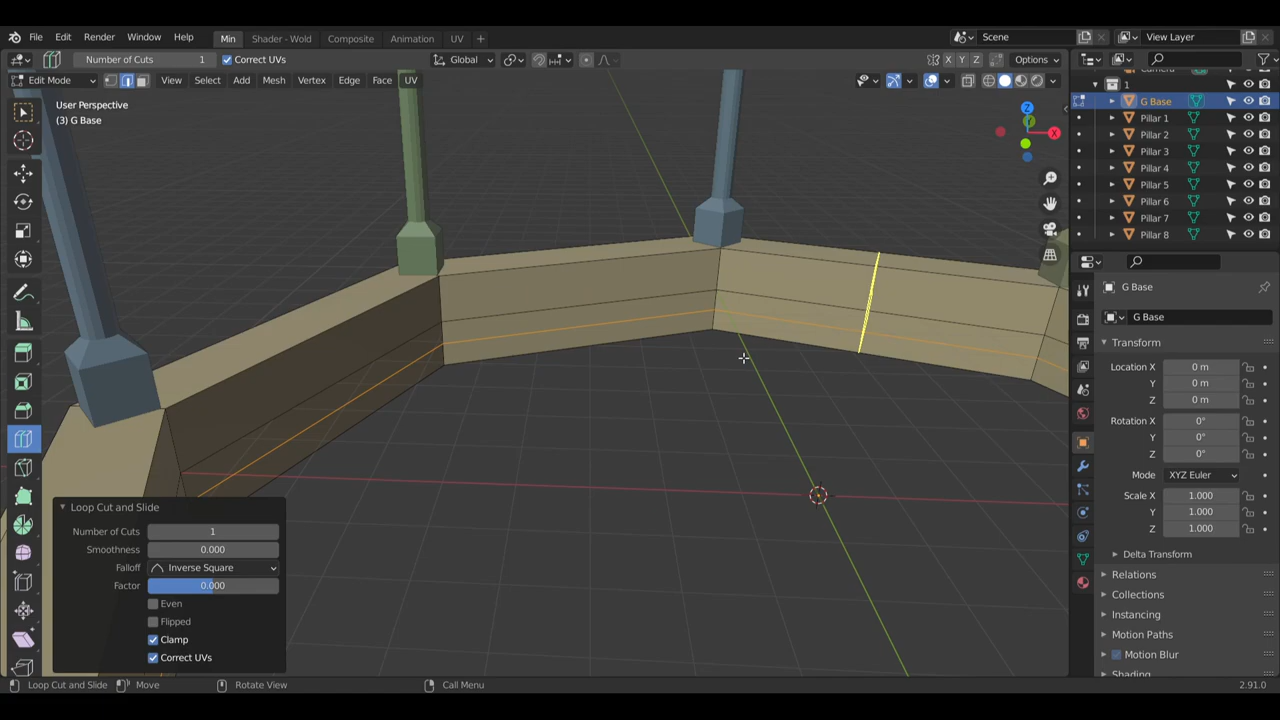 File Edit Render Window Help
Min Shader - Wold Composite Animation UV +
Scene
View Layer
Number of Cuts 1 Correct UVs
Global
X Y Z Options
Edit Mode View Select Add Mesh Vertex Edge Face UV
User Perspective
(3) G Base
Z
Y
X
Camera
1
G Base
Pillar 1
Pillar 2
Pillar 3
Pillar 4
Pillar 5
Pillar 6
Pillar 7
Pillar 8
G Base
G Base
Transform
Location X 0 m
Y 0 m
Z 0 m
Rotation X 0°
Y 0°
Z 0°
Mode XYZ Euler
Scale X 1.000
Y 1.000
Z 1.000
Delta Transform
Relations
Collections
Instancing
Motion Paths
Motion Blur
Shading
Loop Cut and Slide
Number of Cuts 1
Smoothness 0.000
Falloff Inverse Square
Factor 0.000
Even
Flipped
Clamp
Correct UVs
Loop Cut and Slide Move Rotate View Call Menu 2.91.0